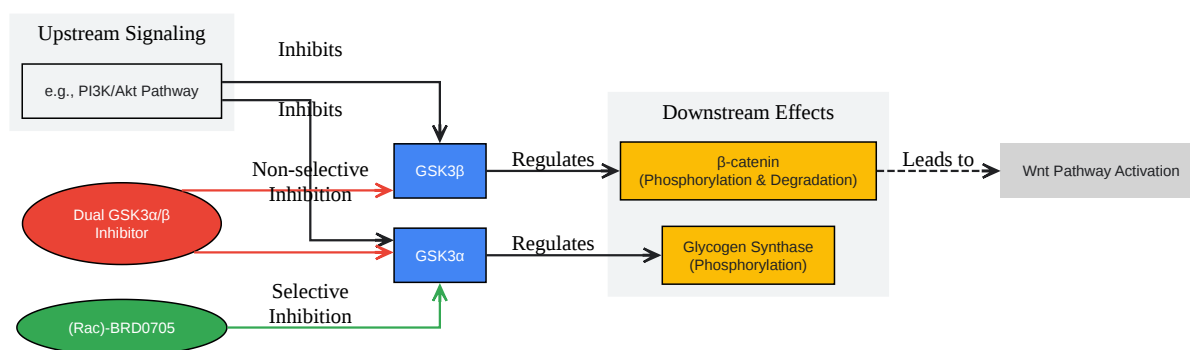 Upstream Signaling
e.g., PI3K/Akt Pathway
Inhibits
Inhibits
Non-selective
Inhibition
Dual GSK3α/β
Inhibitor
Selective
Inhibition
(Rac)-BRD0705
GSK3β
GSK3α
Regulates
Regulates
Downstream Effects
β-catenin
(Phosphorylation & Degradation)
Glycogen Synthase
(Phosphorylation)
Leads to
Wnt Pathway Activation